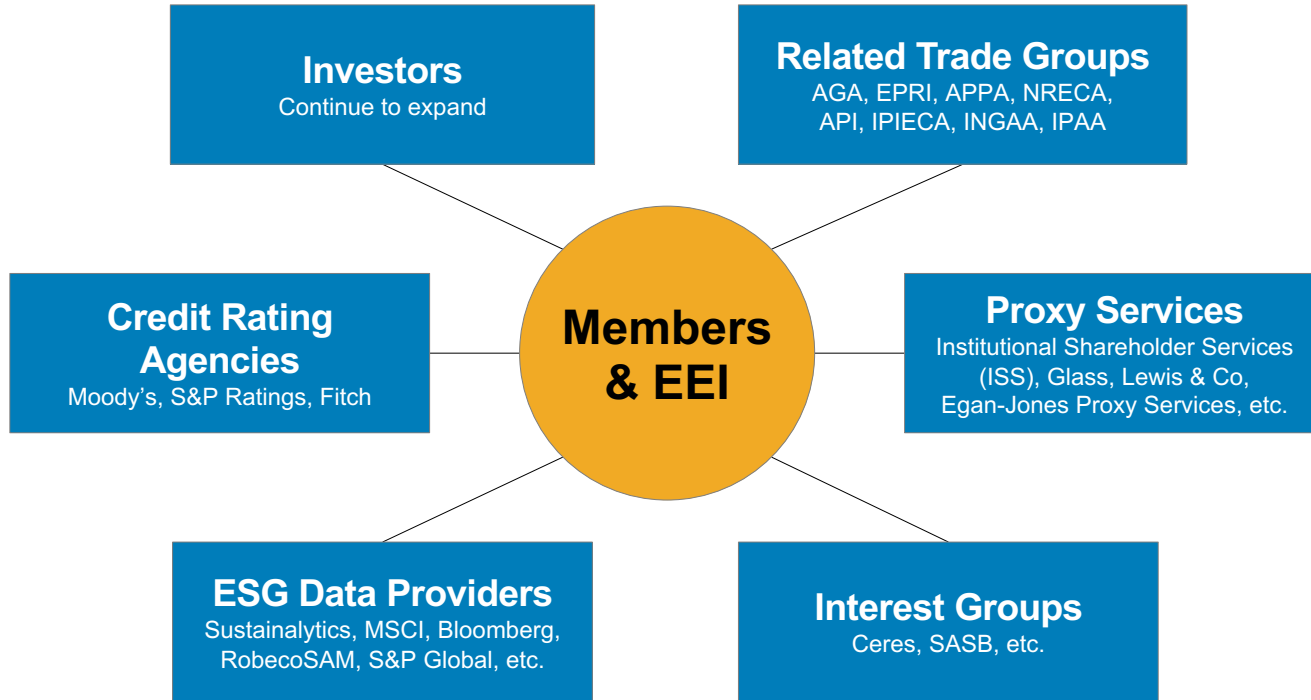 Investors
Continue to expand
Related Trade Groups
AGA, EPRI, APPA, NRECA,
API, IPIECA, INGAA, IPAA
Credit Rating
Agencies
Moody’s, S&P Ratings, Fitch
Members
& EEI
Proxy Services
Institutional Shareholder Services
(ISS), Glass, Lewis & Co,
Egan-Jones Proxy Services, etc.
ESG Data Providers
Sustainalytics, MSCI, Bloomberg,
RobecoSAM, S&P Global, etc.
Interest Groups
Ceres, SASB, etc.